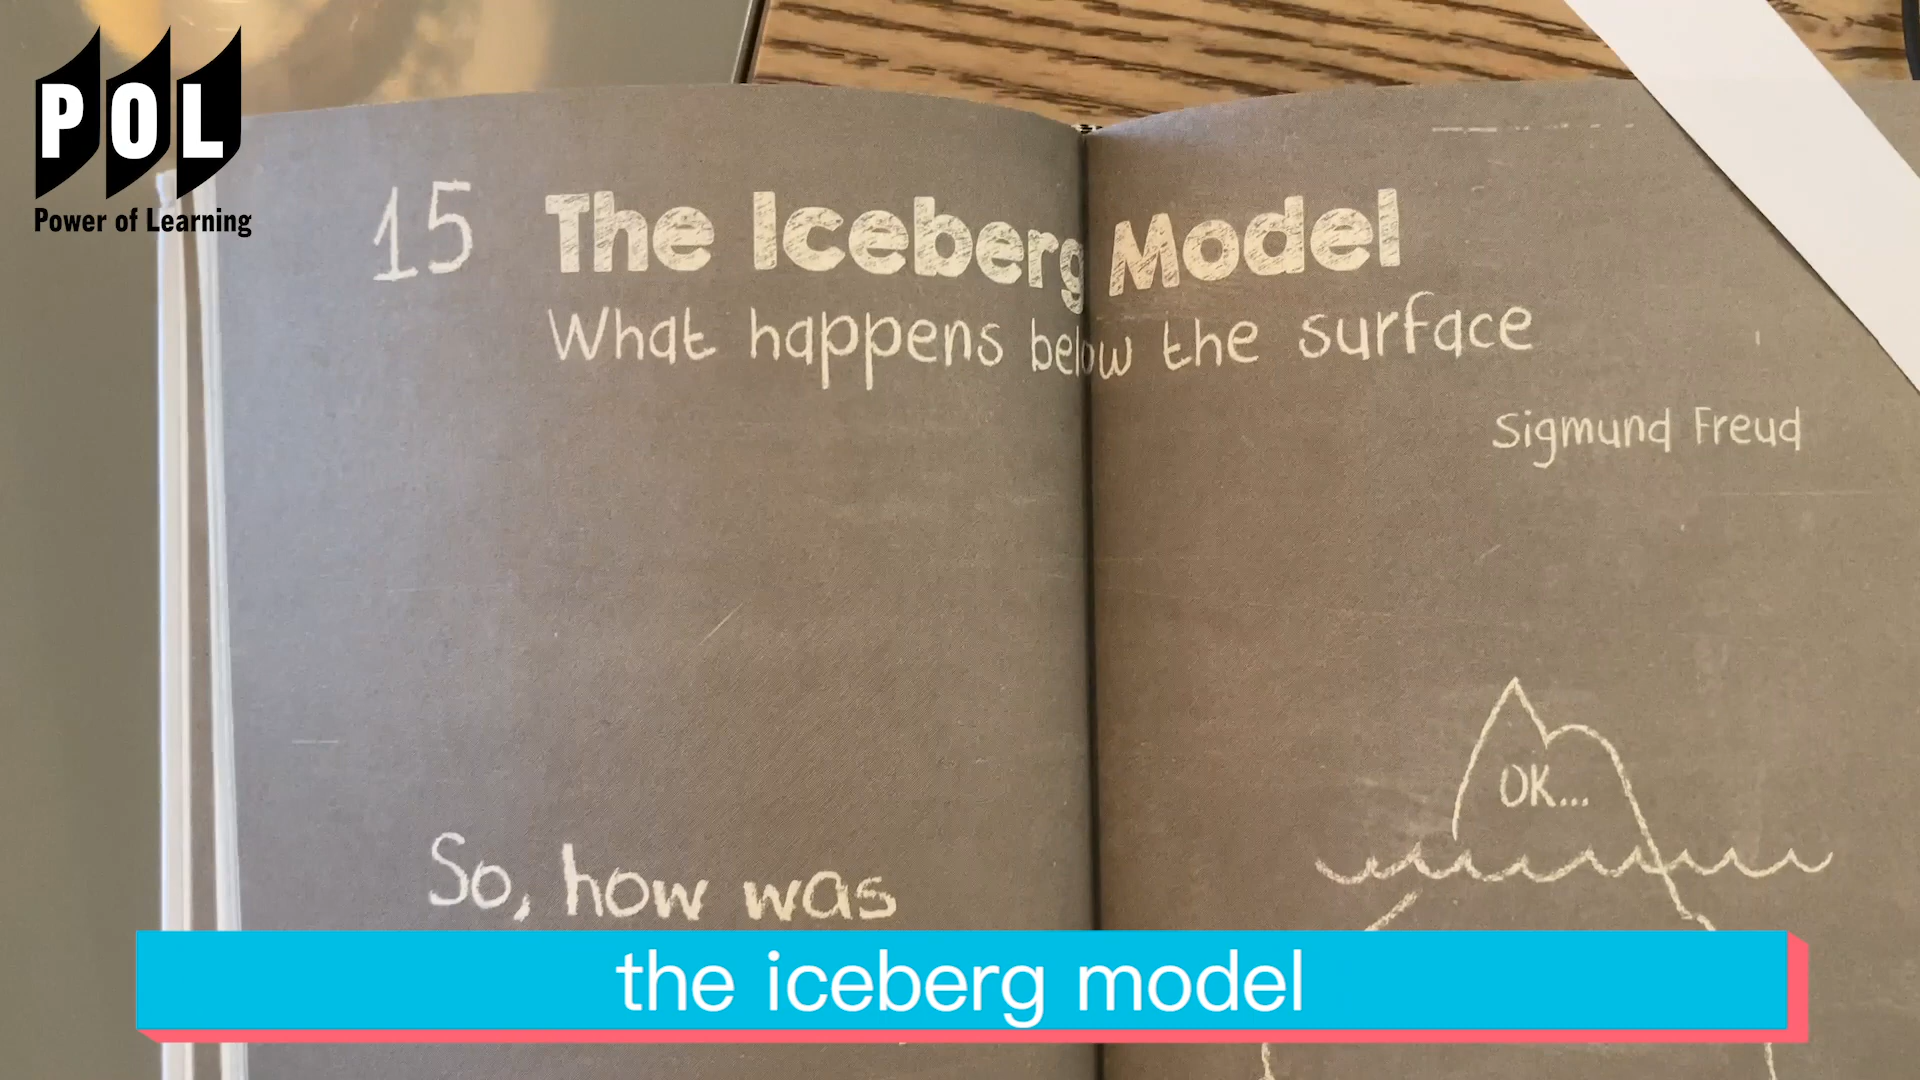 POL
Power of Learning
15 The Iceberg Model
What happens below the surface
Sigmund Freud
OK...
So, how was
the iceberg model